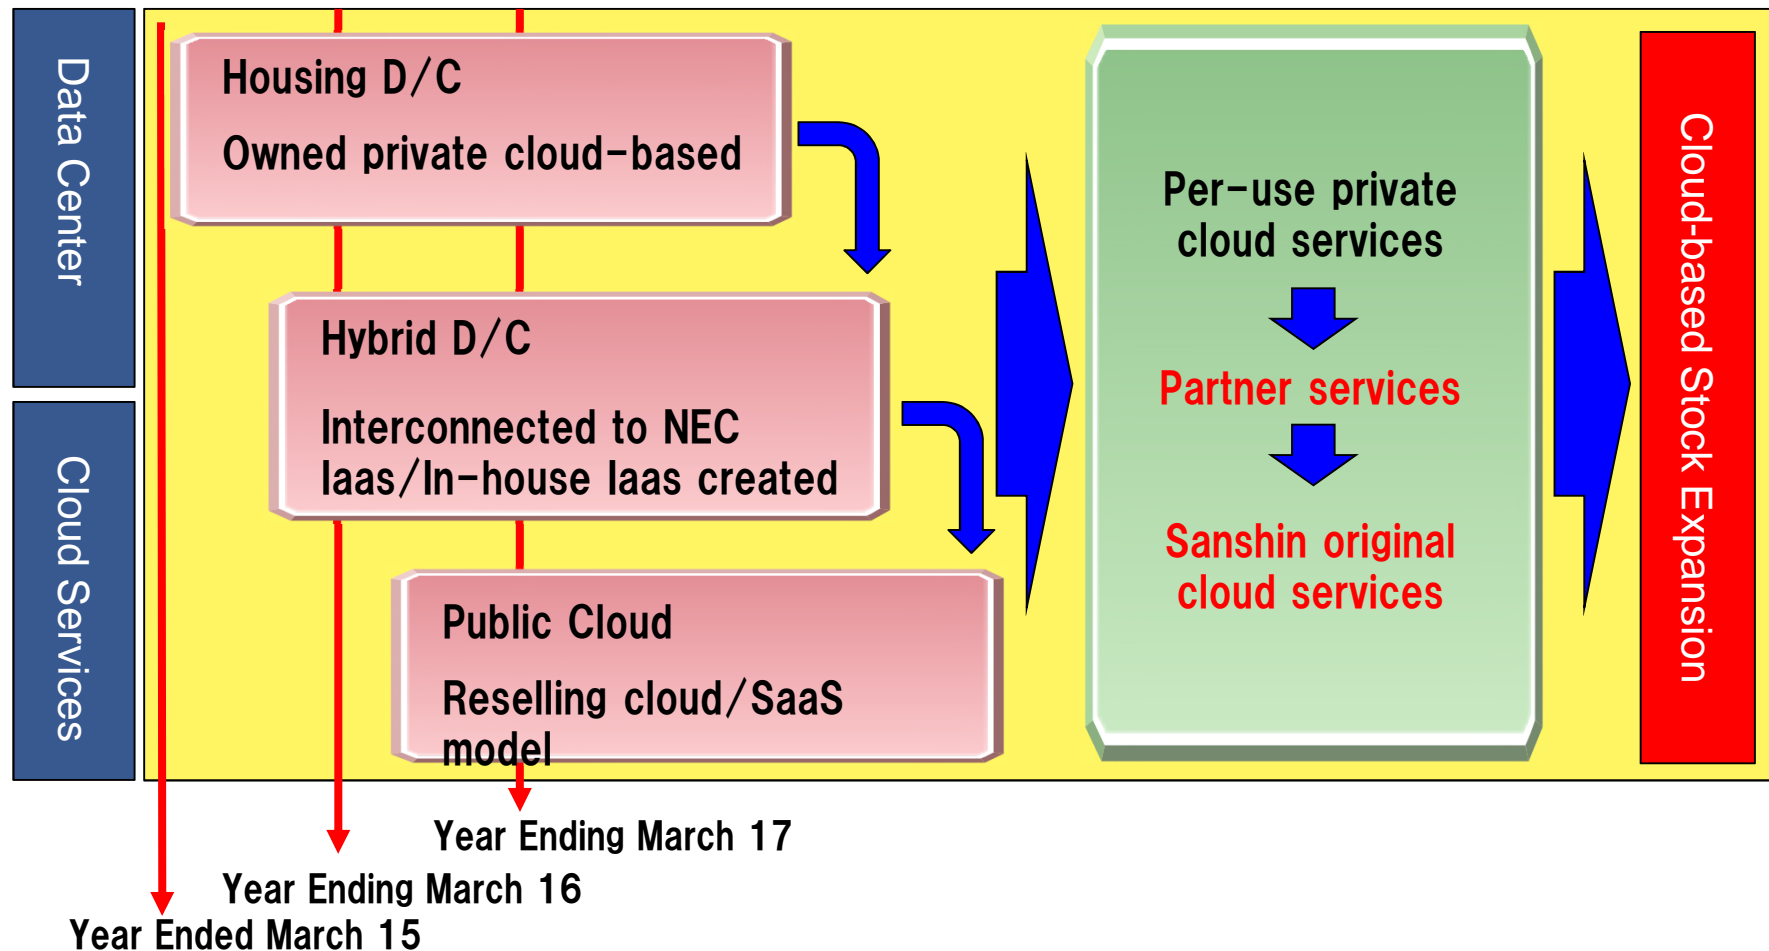 Data Center
Cloud Services
Housing D/C
Owned private cloud-based
Hybrid D/C
Interconnected to NEC
Iaas/In-house Iaas created
Public Cloud
Reselling cloud/SaaS
model
Per-use private
cloud services
Partner services
Sanshin original
cloud services
Cloud-based Stock Expansion
Year Ending March 17
Year Ending March 16
Year Ended March 15